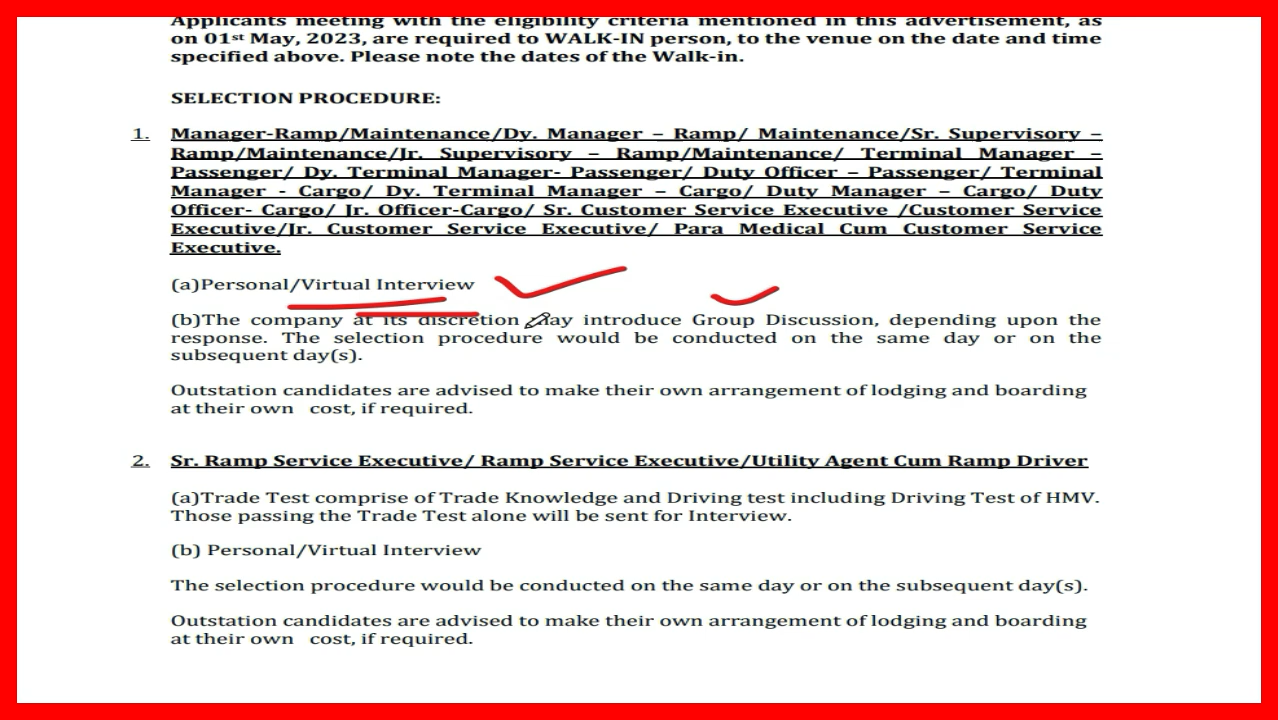 Applicants meeting with the eligibility criteria mentioned in this advertisement, as
on 01st May, 2023, are required to WALK-IN person, to the venue on the date and time
specified above. Please note the dates of the Walk-in.
SELECTION PROCEDURE:
1. Manager-Ramp/Maintenance/Dy. Manager – Ramp/ Maintenance/Sr. Supervisory –
Ramp/Maintenance/Jr. Supervisory – Ramp/Maintenance/ Terminal Manager –
Passenger/ Dy. Terminal Manager- Passenger/ Duty Officer – Passenger/ Terminal
Manager - Cargo/ Dy. Terminal Manager – Cargo/ Duty Manager – Cargo/ Duty
Officer- Cargo/ Jr. Officer-Cargo/ Sr. Customer Service Executive /Customer Service
Executive/Jr. Customer Service Executive/ Para Medical Cum Customer Service
Executive.
(a)Personal/Virtual Interview
(b)The company at its discretion may introduce Group Discussion, depending upon the
response. The selection procedure would be conducted on the same day or on the
subsequent day(s).
Outstation candidates are advised to make their own arrangement of lodging and boarding
at their own cost, if required.
2. Sr. Ramp Service Executive/ Ramp Service Executive/Utility Agent Cum Ramp Driver
(a)Trade Test comprise of Trade Knowledge and Driving test including Driving Test of HMV.
Those passing the Trade Test alone will be sent for Interview.
(b) Personal/Virtual Interview
The selection procedure would be conducted on the same day or on the subsequent day(s).
Outstation candidates are advised to make their own arrangement of lodging and boarding
at their own cost, if required.